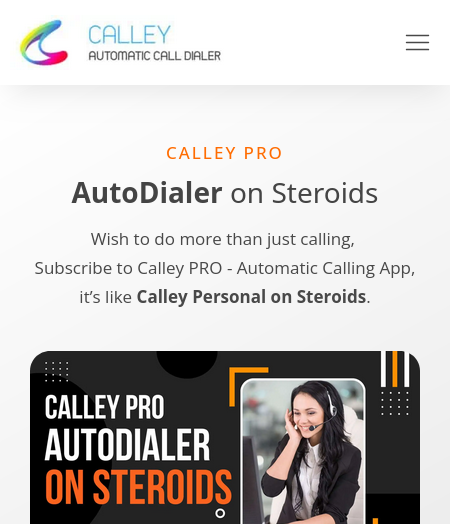 CALLEY
AUTOMATIC CALL DIALER
CALLEY PRO
AutoDialer on Steroids
Wish to do more than just calling,
Subscribe to Calley PRO - Automatic Calling App,
it’s like Calley Personal on Steroids.
CALLEY PRO
AUTODIALER
ON STEROIDS